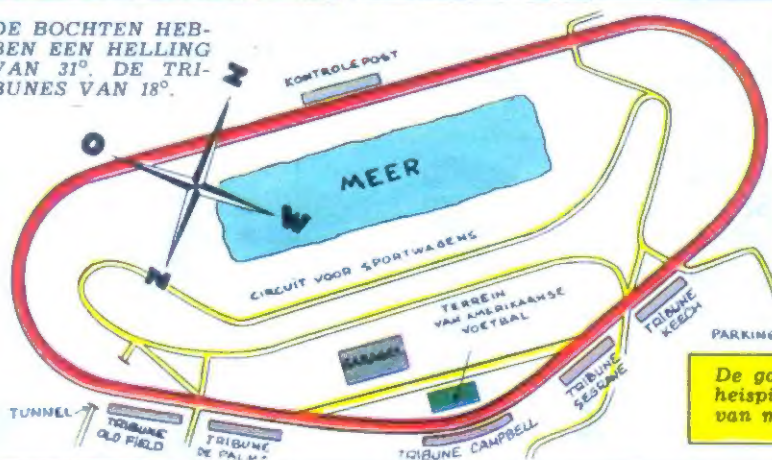 DE BOCHTEN HEB-
BEN EEN HELLING
VAN 31°. DE TRI-
BUNES VAN 18°.
KONTROLEPOST
N
O
W
N
MEER
CIRCUIT VOOR SPORTWAGENS
TERREIN
VAN AMERIKAANSE
VOETBAL
GARAGES
TRIBUNE
KEECH
PARKING
TRIBUNE
SEGRAVE
TUNNEL
TRIBUNE
OLD FIELD
TRIBUNE
DE PALMA
TRIBUNE CAMPBELL
De go
heispi
van m